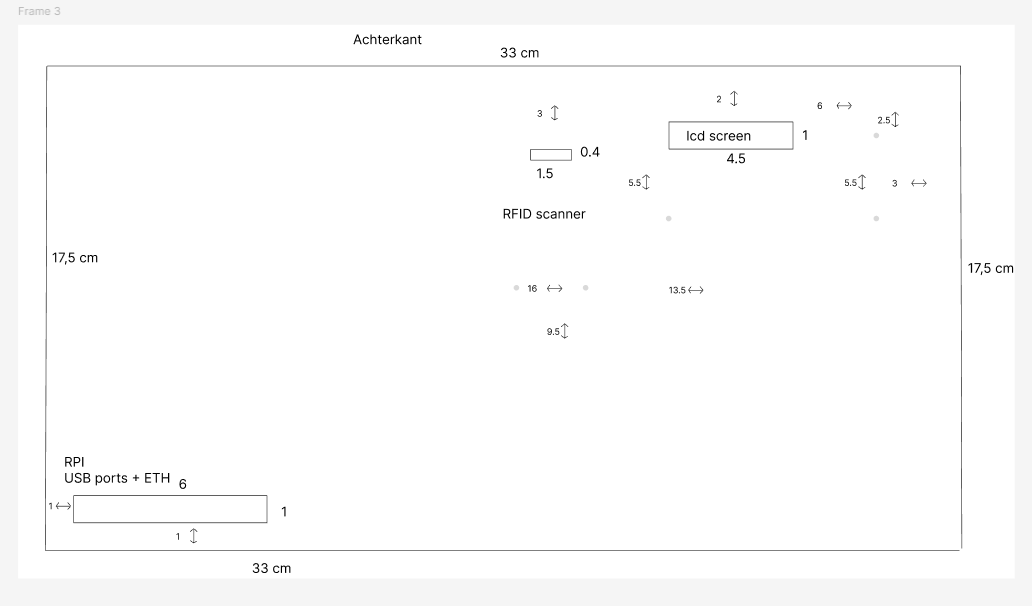 Frame 3
Achterkant
33 cm
2
6
3
2.5
lcd screen
1
0.4
4.5
1.5
5.5
5.5
3
RFID scanner
17,5 cm
17,5 cm
16
13.5
9.5
RPI
USB ports + ETH
6
1
1
1
33 cm